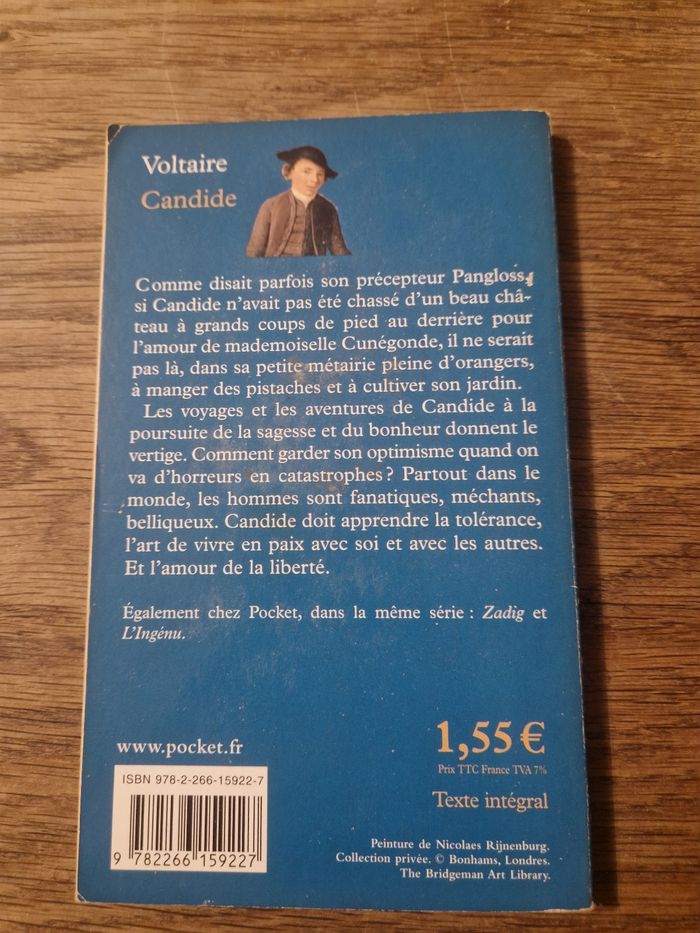 Voltaire
Candide
Comme disait parfois son précepteur Pangloss,
si Candide n'avait pas été chassé d'un beau châ-
teau à grands coups de pied au derrière pour
l'amour de mademoiselle Cunégonde, il ne serait
pas là, dans sa petite métairie pleine d'orangers,
à manger des pistaches et à cultiver son jardin.
Les voyages et les aventures de Candide à la
poursuite de la sagesse et du bonheur donnent le
vertige. Comment garder son optimisme quand on
va d'horreurs en catastrophes ? Partout dans le
monde, les hommes sont fanatiques, méchants,
belliqueux. Candide doit apprendre la tolérance,
l'art de vivre en paix avec soi et avec les autres.
Et l'amour de la liberté.
Également chez Pocket, dans la même série : Zadig et
L'Ingénu.
www.pocket.fr
1,55 €
Prix TTC France TVA 7%
ISBN 978-2-266-15922-7
Texte intégral
9 782266 159227
Peinture de Nicolaes Rijnenburg.
Collection privée. © Bonhams, Londres.
The Bridgeman Art Library.